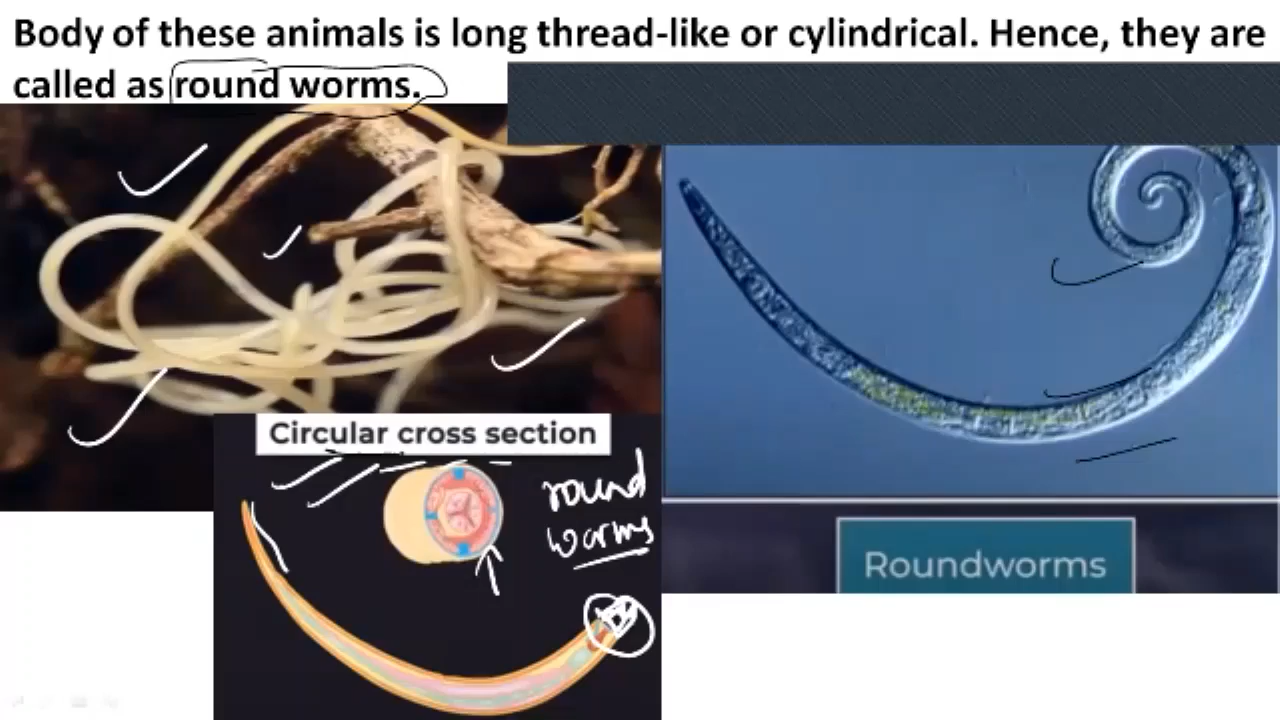 Body of these animals is long thread-like or cylindrical. Hence, they are
called as round worms.
Circular cross section
round
worms
Roundworms